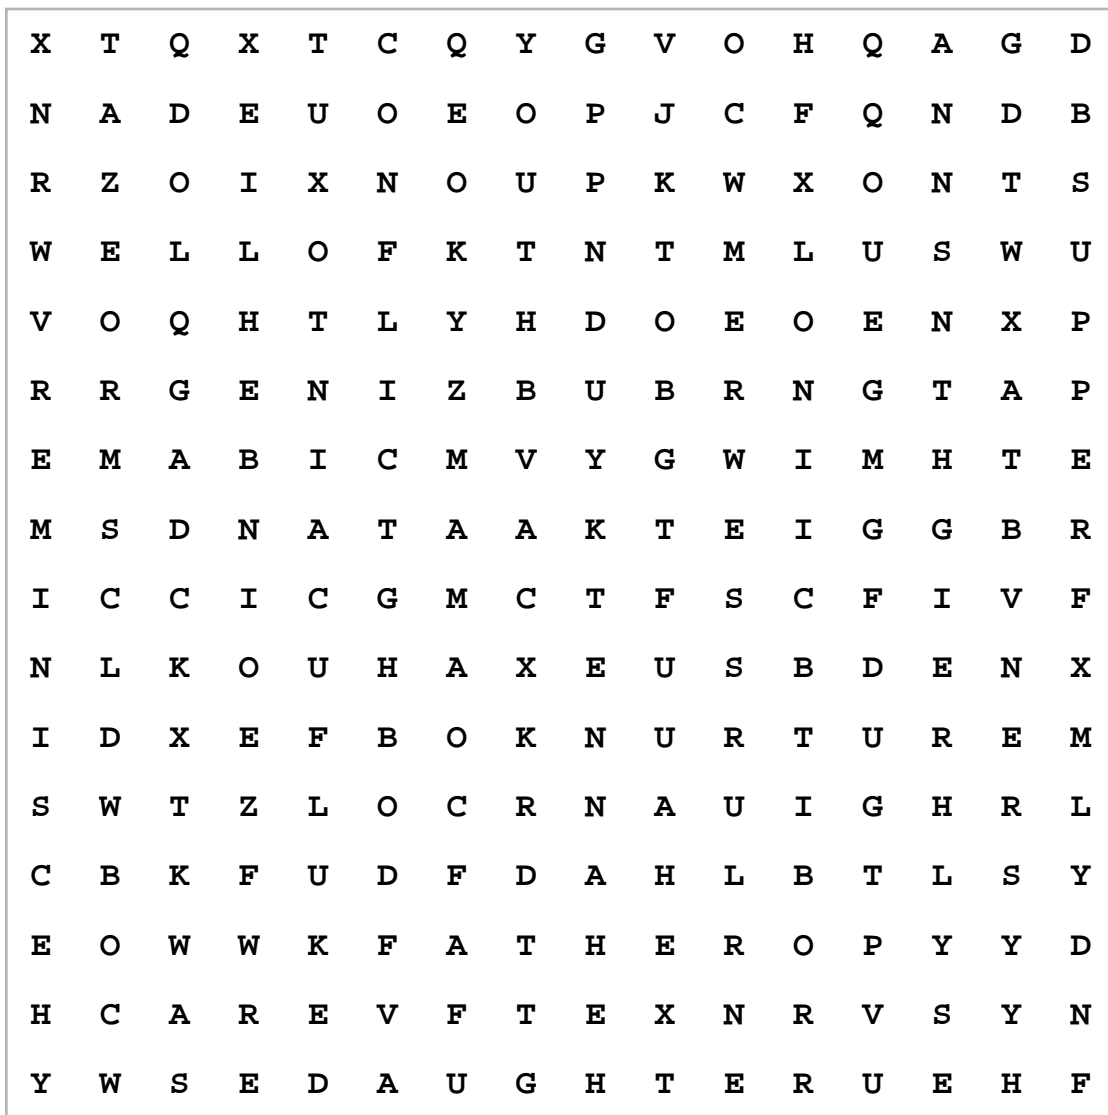 X T Q X T C Q Y G V O H Q A G D
N A D E U O E O P J C F Q N D B
R Z O I X N O U P K W X O N T S
W E L L O F K T N T M L U S W U
V O Q H T L Y H D O E O E N X P
R R G E N I Z B U B R N G T A P
E M A B I C M V Y G W I M H T E
M S D N A T A A K T E I G G B R
I C C I C G M C T F S C F I V F
N L K O U H A X E U S B D E N X
I D X E F B O K N U R T U R E M
S W T Z L O C R N A U I G H R L
C B K F U D F D A H L B T L S Y
E O W W K F A T H E R O P Y Y D
H C A R E V F T E X N R V S Y N
Y W S E D A U G H T E R U E H F